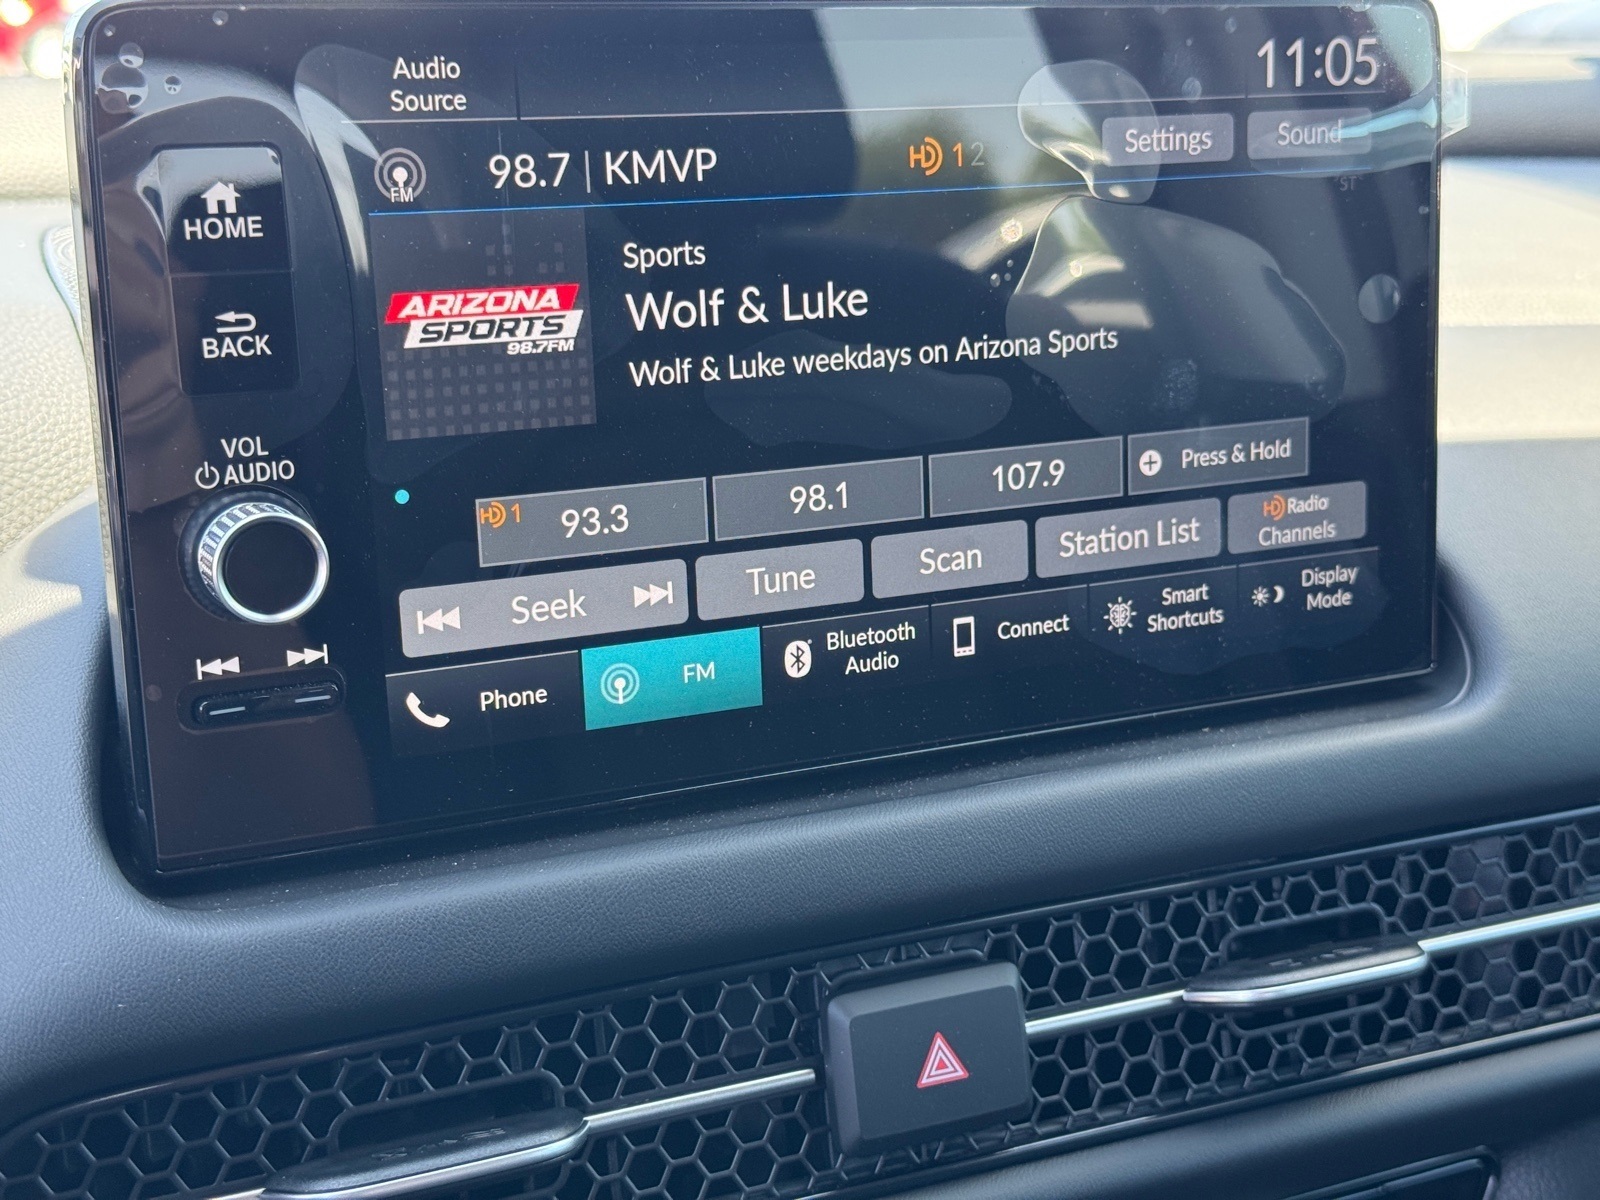 Audio
Source
11:05
98.7 | KMVP
HD 1 2
Settings
Sound
FM
ST
HOME
Sports
Wolf & Luke
Wolf & Luke weekdays on Arizona Sports
ARIZONA
SPORTS
98.7FM
BACK
VOL
AUDIO
HD 1 93.3
98.1
107.9
Press & Hold
Seek
Tune
Scan
Station List
HD Radio
Channels
Phone
FM
Bluetooth
Audio
Connect
Smart
Shortcuts
Display
Mode